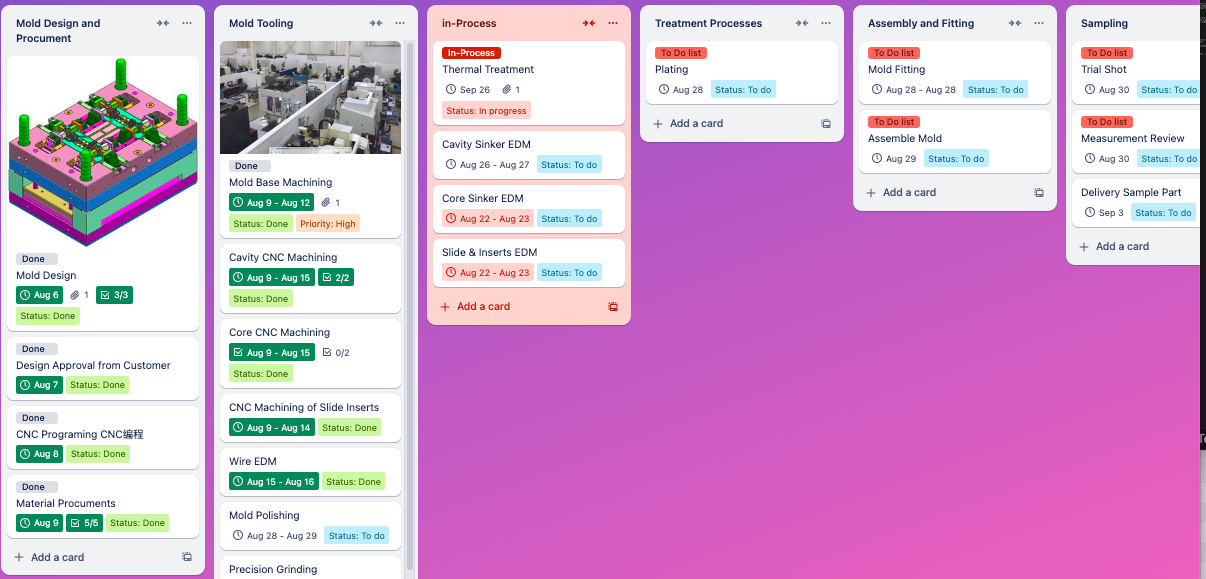 Mold Design and
Procument
Done
Mold Design
Aug 6
1
3/3
Status: Done
Done
Design Approval from Customer
Aug 7
Status: Done
Done
CNC Programing CNC编程
Aug 8
Status: Done
Done
Material Procuments
Aug 9
5/5
Status: Done
Add a card
Mold Tooling
Done
Mold Base Machining
Aug 9 - Aug 12
1
Status: Done
Priority: High
Cavity CNC Machining
Aug 9 - Aug 15
2/2
Status: Done
Core CNC Machining
Aug 9 - Aug 15
0/2
Status: Done
CNC Machining of Slide Inserts
Aug 9 - Aug 14
Status: Done
Wire EDM
Aug 15 - Aug 16
Status: Done
Mold Polishing
Aug 28 - Aug 29
Status: To do
Precision Grinding
in-Process
In-Process
Thermal Treatment
Sep 26
1
Status: In progress
Cavity Sinker EDM
Aug 26 - Aug 27
Status: To do
Core Sinker EDM
Aug 22 - Aug 23
Status: To do
Slide & Inserts EDM
Aug 22 - Aug 23
Status: To do
Add a card
Treatment Processes
To Do list
Plating
Aug 28
Status: To do
Add a card
Assembly and Fitting
To Do list
Mold Fitting
Aug 28 - Aug 28
Status: To do
To Do list
Assemble Mold
Aug 29
Status: To do
Add a card
Sampling
To Do list
Trial Shot
Aug 30
Status: To do
To Do list
Measurement Review
Aug 30
Status: To do
Delivery Sample Part
Sep 3
Status: To do
Add a card